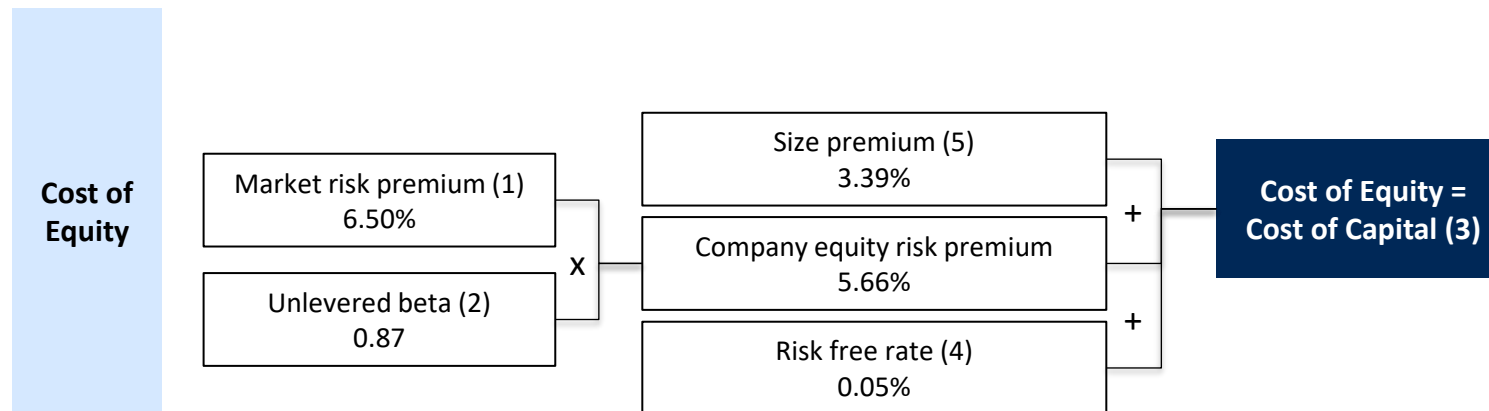 Cost of
Equity
Market risk premium (1)
6.50%
x
Unlevered beta (2)
0.87
Size premium (5)
3.39%
+
Company equity risk premium
5.66%
+
Risk free rate (4)
0.05%
Cost of Equity =
Cost of Capital (3)